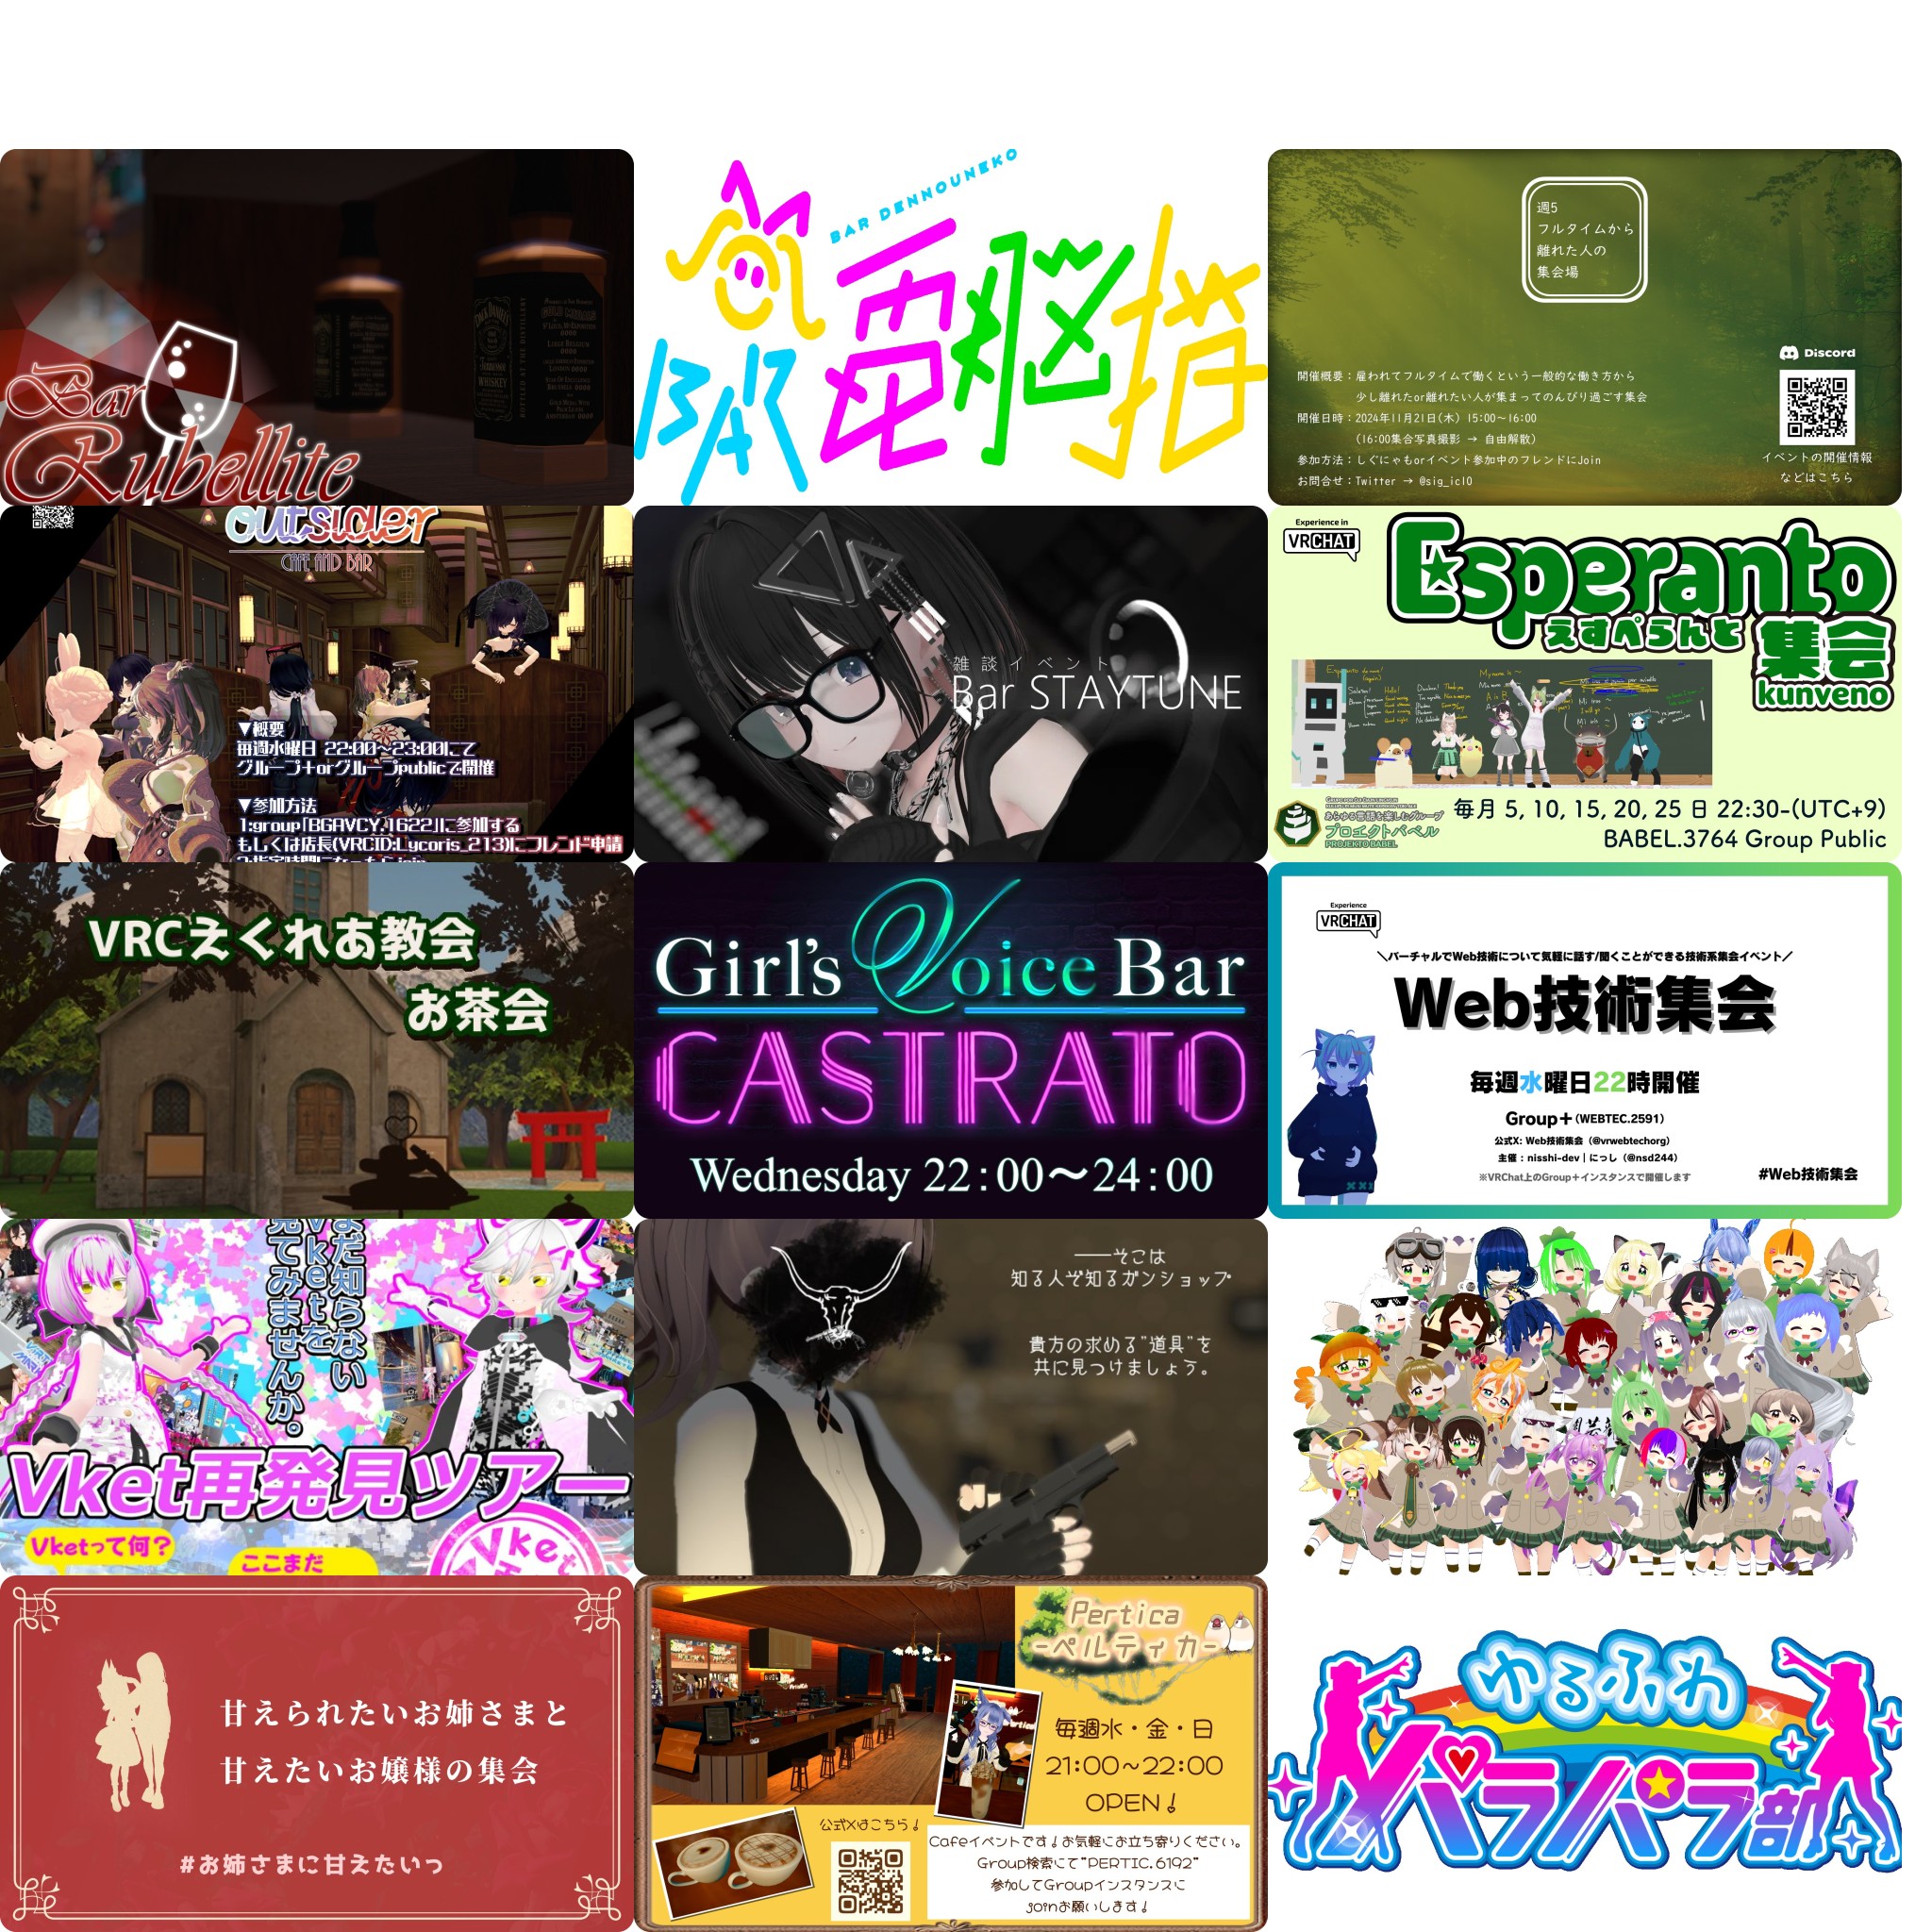 Bar
Rubellite
JACK DANIEL'S
WHISKEY
BAR DENNOUNEKO
BAR 電脳猫
週5
フルタイムから
離れた人の
集会場
開催概要：雇われてフルタイムで働くという一般的な働き方から
少し離れたor離れたい人が集まってのんびり過ごす集会
開催日時：2024年11月21日(木) 15:00～16:00
(16:00集合写真撮影 → 自由解散)
参加方法：しぐにゃもorイベント参加中のフレンドにJoin
お問合せ：Twitter → @sig_ic10
Discord
イベントの開催情報
などはこちら
outsider
CAFE AND BAR
▼概要
毎週水曜日 22:00～23:00にて
グループ+orグループpublicで開催
▼参加方法
1:group「BGAVCY.1622」に参加する
もしくは店長(VRCID:Lycoris_213)にフレンド申請
雑談イベント
Bar STAYTUNE
Experience in
VRCHAT
Esperanto
えすぺらんと 集会
kunveno
あらゆる言語を楽しむグループ
プロエクトバベル
PROJEKTO BABEL
毎月 5, 10, 15, 20, 25 日 22:30-(UTC+9)
BABEL.3764 Group Public
VRCえくれあ教会
お茶会
Girl's Voice Bar
CASTRATO
Wednesday 22：00～24：00
Experience
VRCHAT
＼バーチャルでWeb技術について気軽に話す/聞くことができる技術系集会イベント／
Web技術集会
毎週水曜日22時開催
Group+(WEBTEC.2591)
公式X: Web技術集会（@vrwebtechorg）
主催 : nisshi-dev | にっし（@nsd244）
※VRChat上のGroup+インスタンスで開催します
#Web技術集会
まだ知らない
Vketを
見てみませんか。
Vket再発見ツアー
Vketって何？
ここまだ
Vket
――そこは
知る人ぞ知るガンショップ
貴方の求める"道具"を
共に見つけましょう。
甘えられたいお姉さまと
甘えたいお嬢様の集会
#お姉さまに甘えたいっ
Pertica
-ペルティカ-
毎週水・金・日
21:00～22:00
OPEN！
公式Xはこちら！
Cafeイベントです！お気軽にお立ち寄りください。
Group検索にて"PERTIC.6192"
参加してGroupインスタンスに
joinお願いします！
ゆるふわ
パラパラ部